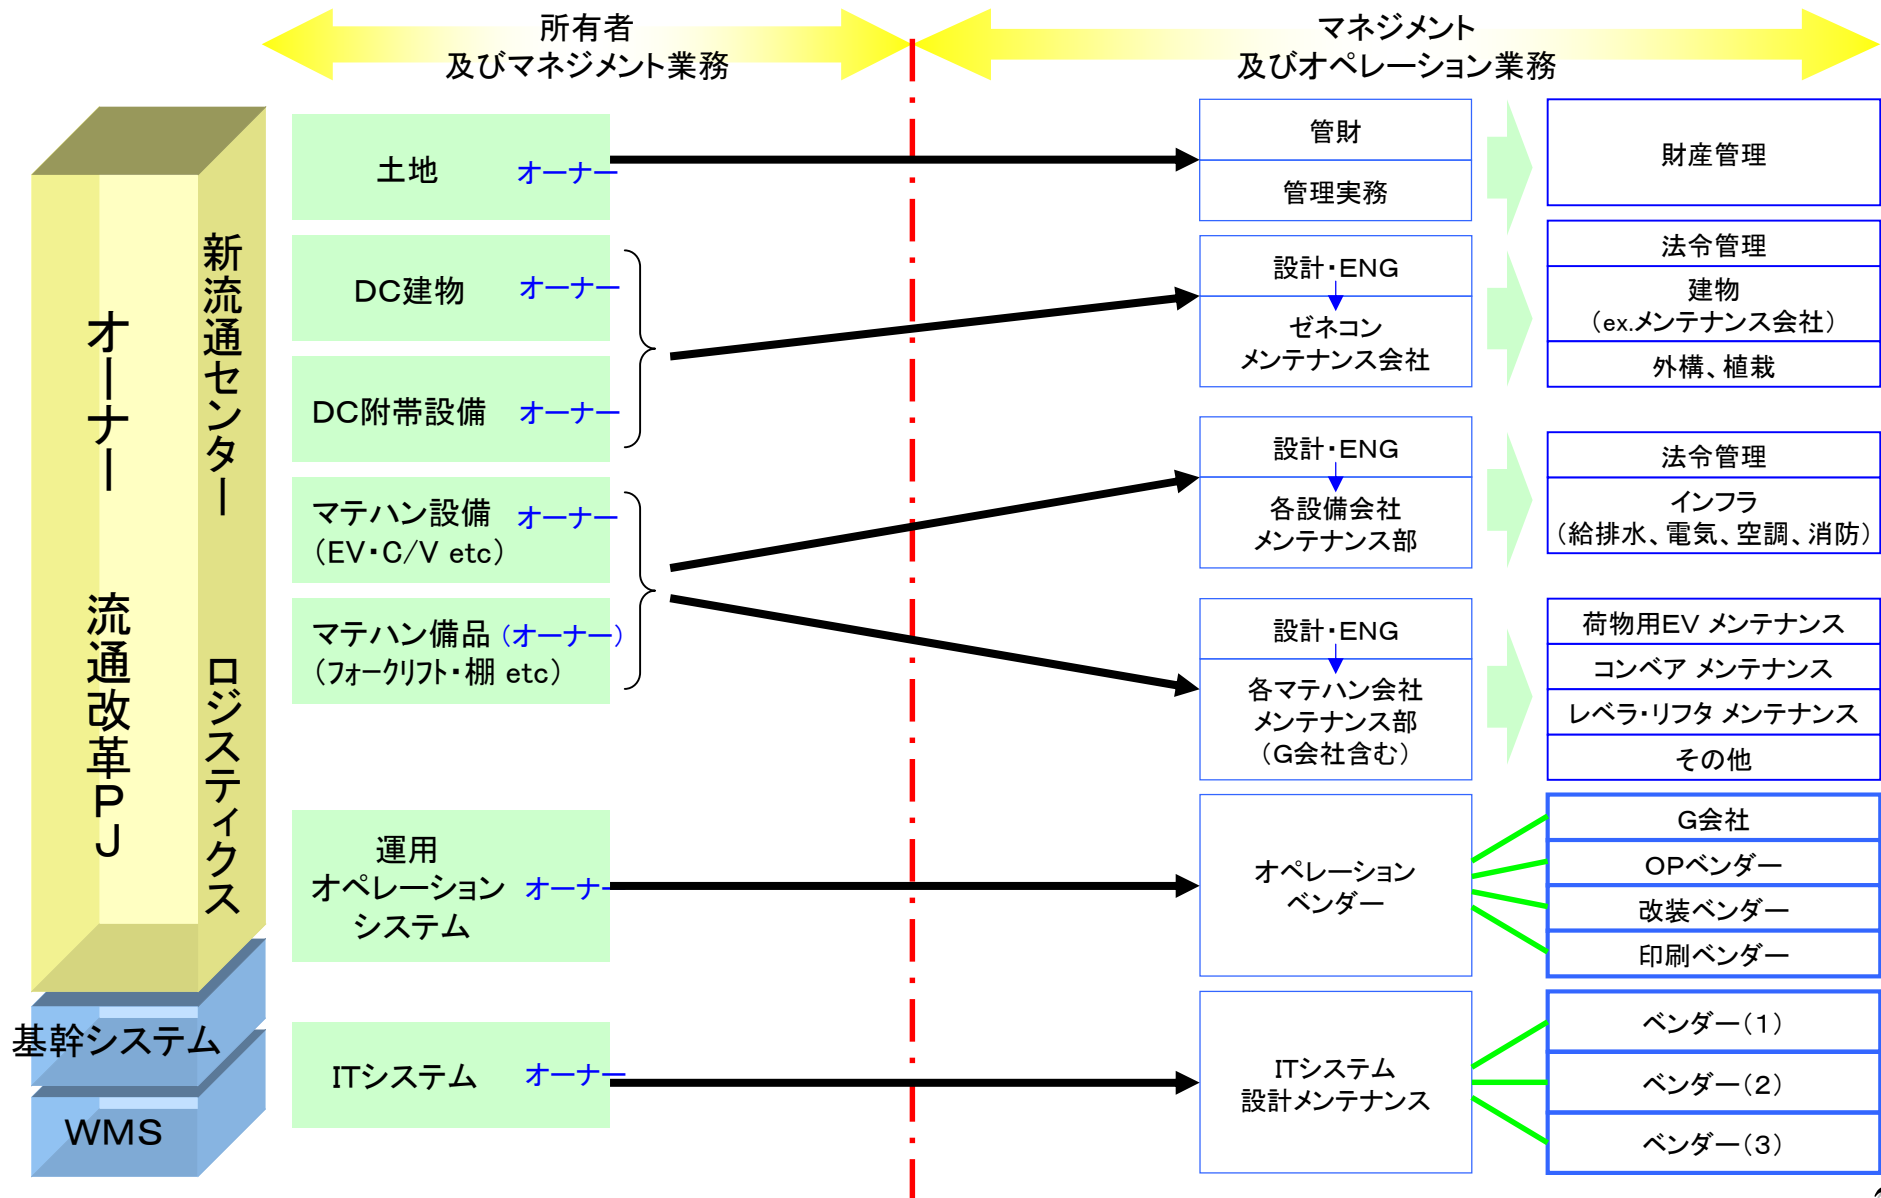 所有者
及びマネジメント業務
マネジメント
及びオペレーション業務
オーナー　流通改革PJ
新流通センター　ロジスティクス
基幹システム
WMS
土地 オーナー
DC建物 オーナー
DC附帯設備 オーナー
マテハン設備 オーナー
(EV・C/V etc)
マテハン備品 (オーナー)
(フォークリフト・棚 etc)
運用
オペレーション オーナー
システム
ITシステム オーナー
管財
管理実務
設計・ENG
ゼネコン
メンテナンス会社
設計・ENG
各設備会社
メンテナンス部
設計・ENG
各マテハン会社
メンテナンス部
(G会社含む)
オペレーション
ベンダー
ITシステム
設計メンテナンス
財産管理
法令管理
建物
(ex.メンテナンス会社)
外構、植栽
法令管理
インフラ
(給排水、電気、空調、消防)
荷物用EV メンテナンス
コンベア メンテナンス
レベラ・リフタ メンテナンス
その他
G会社
OPベンダー
改装ベンダー
印刷ベンダー
ベンダー(1)
ベンダー(2)
ベンダー(3)